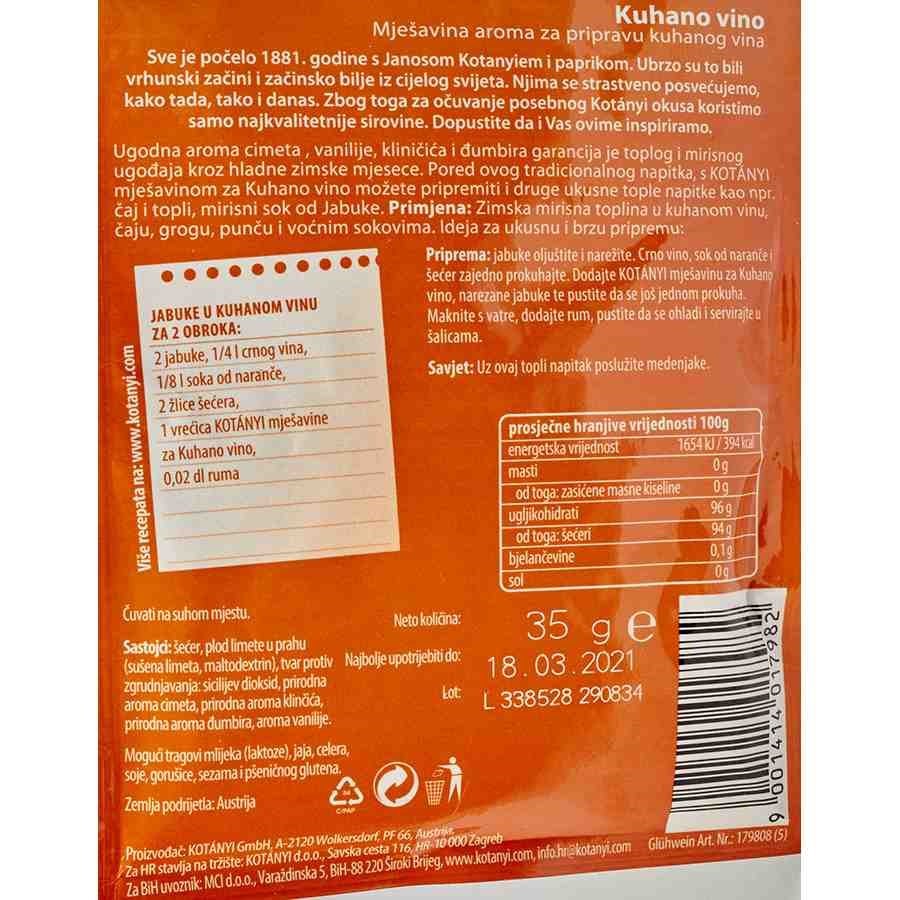 Kuhano vino
Mješavina aroma za pripravu kuhanog vina
Sve je počelo 1881. godine s Janosom Kotanyiem i paprikom. Ubrzo su to bili
vrhunski začini i začinsko bilje iz cijelog svijeta. Njima se strastveno posvećujemo,
kako tada, tako i danas. Zbog toga za očuvanje posebnog Kotányi okusa koristimo
samo najkvalitetnije sirovine. Dopustite da i Vas ovime inspiriramo.
Ugodna aroma cimeta , vanilije, kliničića i đumbira garancija je toplog i mirisnog
ugođaja kroz hladne zimske mjesece. Pored ovog tradicionalnog napitka, s KOTÁNYI
mješavinom za Kuhano vino možete pripremiti i druge ukusne tople napitke kao npr.
čaj i topli, mirisni sok od Jabuke. Primjena: Zimska mirisna toplina u kuhanom vinu,
čaju, grogu, punču i voćnim sokovima. Ideja za ukusnu i brzu pripremu:
JABUKE U KUHANOM VINU
ZA 2 OBROKA:
2 jabuke, 1/4 l crnog vina,
1/8 l soka od naranče,
2 žlice šećera,
1 vrećica KOTÁNYI mješavine
za Kuhano vino,
0,02 dl ruma
Više recepata na: www.kotanyi.com
Priprema: jabuke oljuštite i narežite. Crno vino, sok od naranče i
šećer zajedno prokuhajte. Dodajte KOTÁNYI mješavinu za Kuhano
vino, narezane jabuke te pustite da se još jednom prokuha.
Maknite s vatre, dodajte rum, pustite da se ohladi i servirajte u
šalicama.
Savjet: Uz ovaj topli napitak poslužite medenjake.
prosječne hranjive vrijednosti 100g
energetska vrijednost 1654 kJ / 394 kcal
masti 0 g
od toga: zasićene masne kiseline 0 g
ugljikohidrati 96 g
od toga: šećeri 94 g
bjelančevine 0,1 g
sol 0 g
Čuvati na suhom mjestu.
Sastojci: šećer, plod limete u prahu
(sušena limeta, maltodextrin), tvar protiv
zgrudnjavanja: sicilijev dioksid, prirodna
aroma cimeta, prirodna aroma klinčića,
prirodna aroma đumbira, aroma vanilije.
Mogući tragovi mlijeka (laktoze), jaja, celera,
soje, gorušice, sezama i pšeničnog glutena.
Zemlja podrijetla: Austrija
Neto količina: 35 g e
Najbolje upotrijebiti do: 18.03.2021
Lot: L 338528 290834
C/PAP
9 001414 017982
Proizvođač: KOTÁNYI GmbH, A-2120 Wolkersdorf, PF 66, Austrija.
Za HR stavlja na tržište: KOTÁNYI d.o.o., Savska cesta 116, HR-10 000 Zagreb
Za BiH uvoznik: MCI d.o.o., Varaždinska 5, BiH-88 220 Široki Brijeg, www.kotanyi.com, info.hr@kotanyi.com
Glühwein Art. Nr.: 179808 (5)